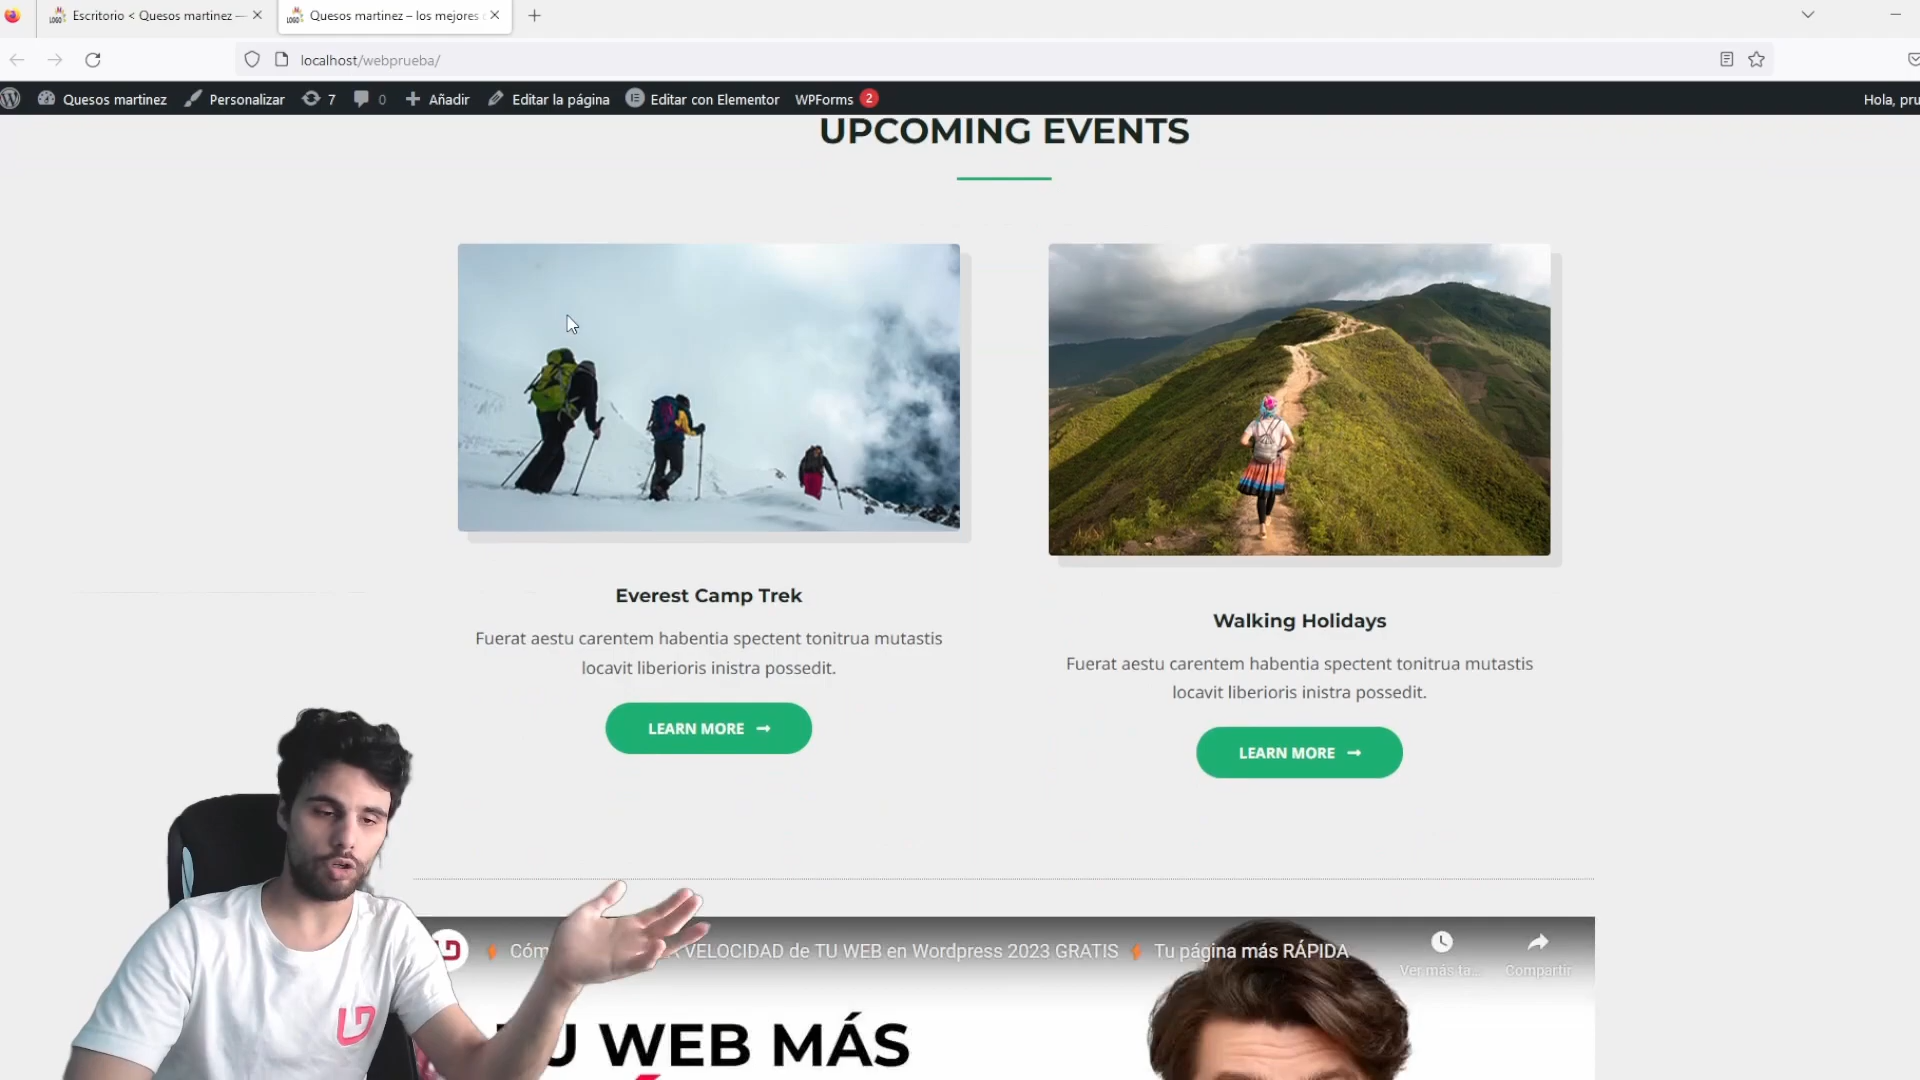 Escritorio < Quesos martinez —
Quesos martinez – los mejores
localhost/webprueba/
Quesos martinez
Personalizar
7
0
Añadir
Editar la página
Editar con Elementor
WPForms
2
Hola, pru
UPCOMING EVENTS
Everest Camp Trek
Fuerat aestu carentem habentia spectent tonitrua mutastis
locavit liberioris inistra possedit.
LEARN MORE
Walking Holidays
Fuerat aestu carentem habentia spectent tonitrua mutastis
locavit liberioris inistra possedit.
LEARN MORE
VELOCIDAD de TU WEB en Wordpress 2023 GRATIS
Tu página más RÁPIDA
Ver más ta...
Compartir
WEB MÁS